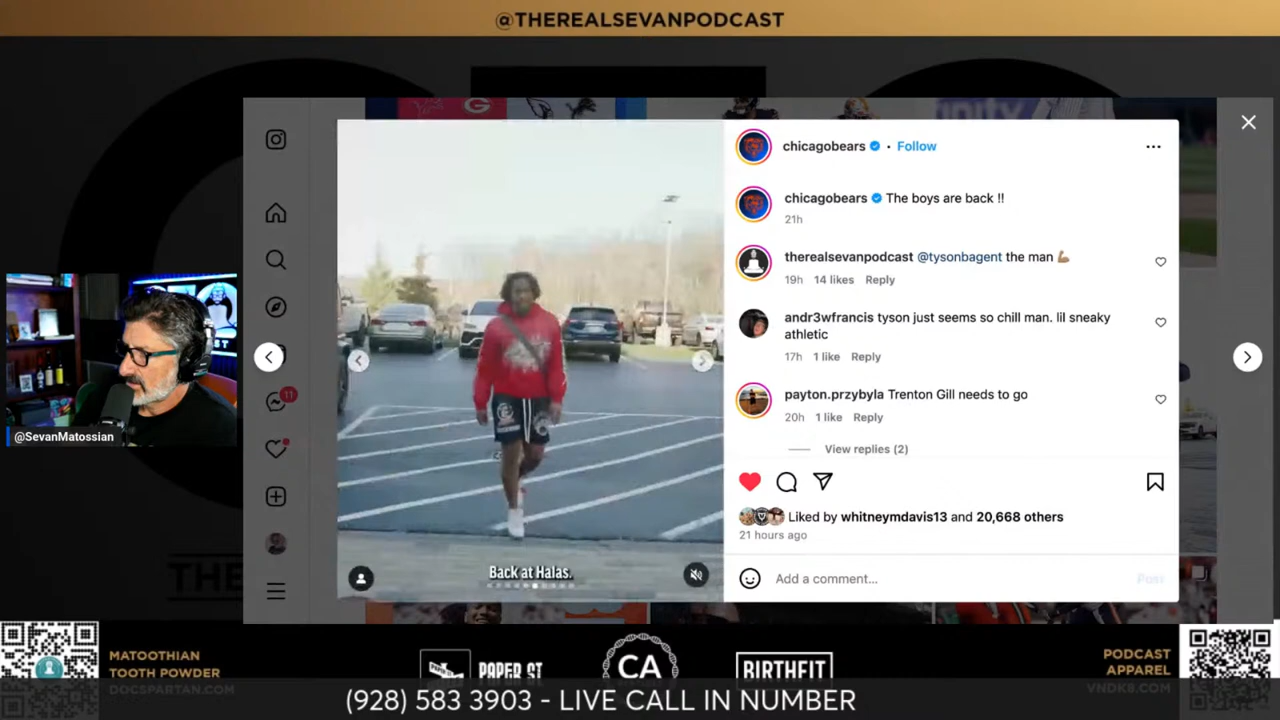 @THEREALSEVANPODCAST
chicagobears • Follow
chicagobears The boys are back !!
21h
therealsevanpodcast @tysonbagent the man 💪🏽
19h 14 likes Reply
andr3wfrancis tyson just seems so chill man. lil sneaky
athletic
17h 1 like Reply
payton.przybyla Trenton Gill needs to go
20h 1 like Reply
View replies (2)
Liked by whitneymdavis13 and 20,668 others
21 hours ago
Add a comment...
Post
11
Back at Halas.
@SevanMatossian
THE
MATOOTHIAN
TOOTH POWDER
DOCSPARTAN.COM
PAPER ST
CA
BIRTHFIT
PODCAST
APPAREL
VNDK8.COM
(928) 583 3903 - LIVE CALL IN NUMBER